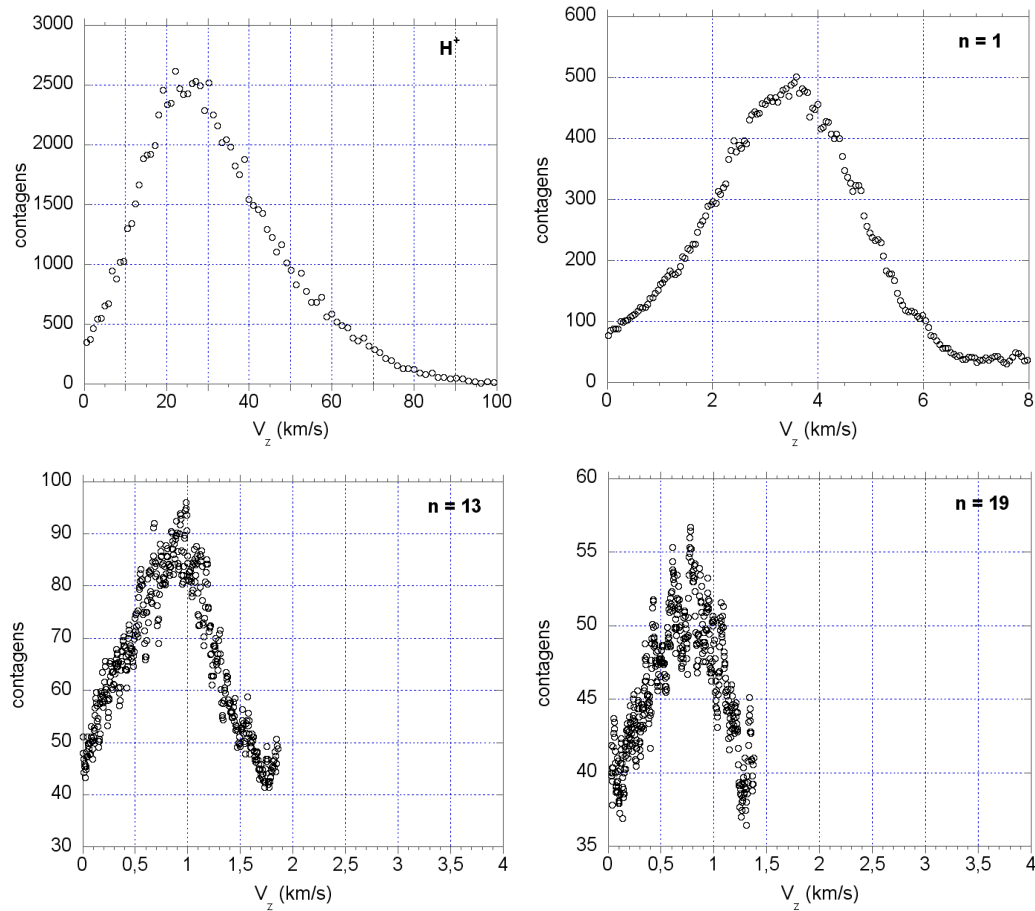 H⁺
3000
2500
2000
1500
1000
500
0
contagens
0 20 40 60 80 100
V_z (km/s)
n = 1
600
500
400
300
200
100
0
contagens
0 2 4 6 8
V_z (km/s)
n = 13
100
90
80
70
60
50
40
30
contagens
0 0,5 1 1,5 2 2,5 3 3,5 4
V_z (km/s)
n = 19
60
55
50
45
40
35
contagens
0 0,5 1 1,5 2 2,5 3 3,5 4
V_z (km/s)